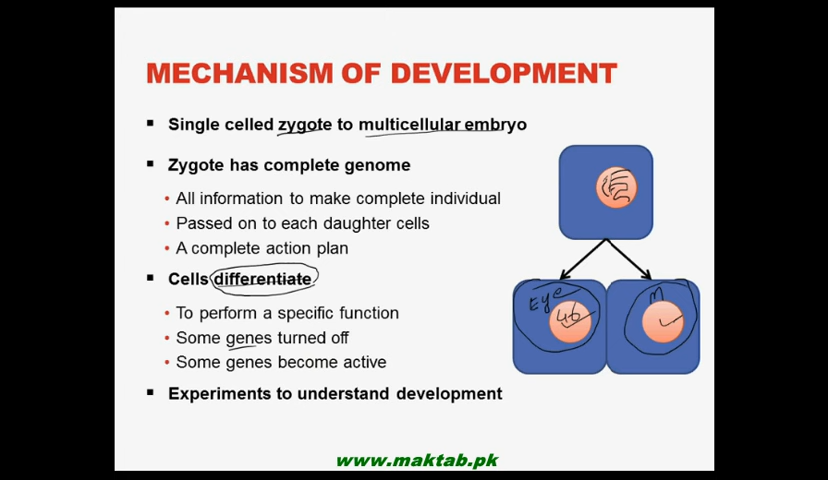 MECHANISM OF DEVELOPMENT
▪ Single celled zygote to multicellular embryo
▪ Zygote has complete genome
• All information to make complete individual
• Passed on to each daughter cells
• A complete action plan
▪ Cells differentiate
• To perform a specific function
• Some genes turned off
• Some genes become active
▪ Experiments to understand development
Eye
46
M
www.maktab.pk